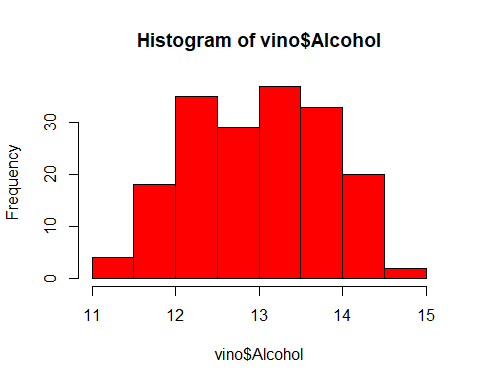 Histogram of vino$Alcohol
Frequency
30
20
10
0
11 12 13 14 15
vino$Alcohol